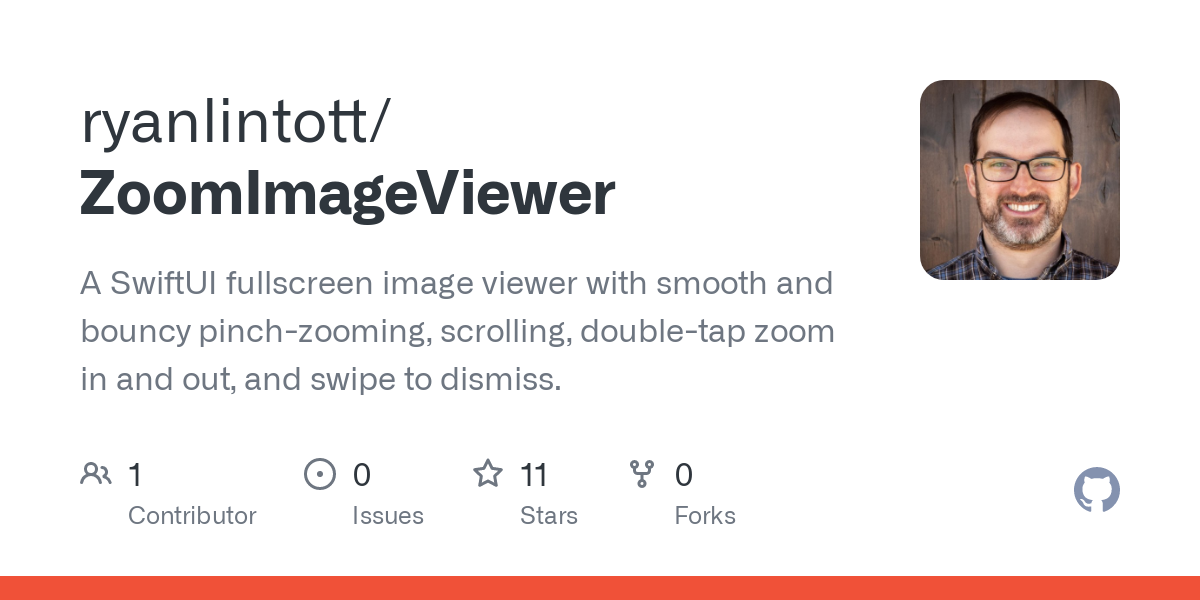 ryanlintott/
ZoomImageViewer
A SwiftUI fullscreen image viewer with smooth and
bouncy pinch-zooming, scrolling, double-tap zoom
in and out, and swipe to dismiss.
1 0 11 0
Contributor Issues Stars Forks